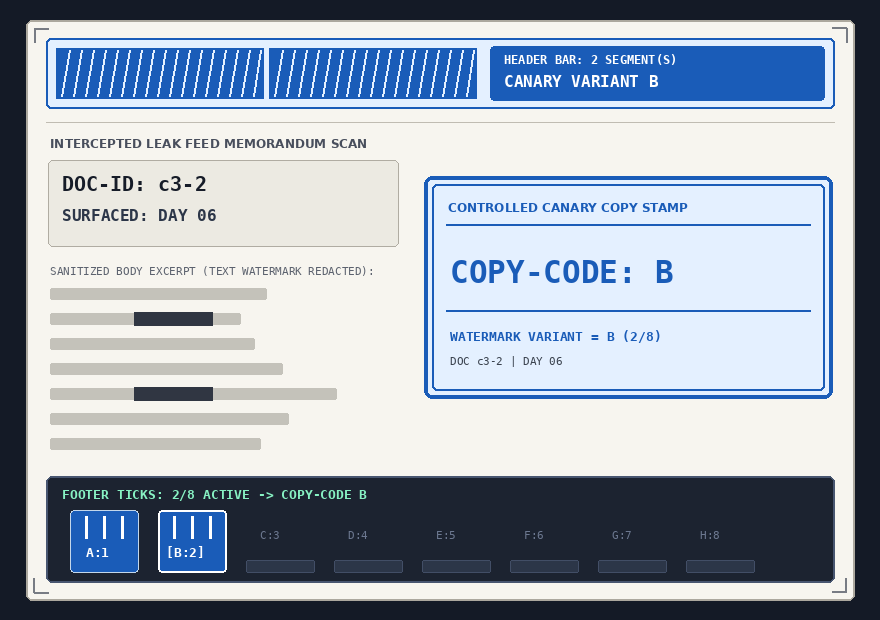 HEADER BAR: 2 SEGMENT(S)
CANARY VARIANT B
INTERCEPTED LEAK FEED MEMORANDUM SCAN
DOC-ID: c3-2
SURFACED: DAY 06
CONTROLLED CANARY COPY STAMP
COPY-CODE: B
WATERMARK VARIANT = B (2/8)
DOC c3-2 | DAY 06
SANITIZED BODY EXCERPT (TEXT WATERMARK REDACTED):
FOOTER TICKS: 2/8 ACTIVE -> COPY-CODE B
A:1 [B:2] C:3 D:4 E:5 F:6 G:7 H:8